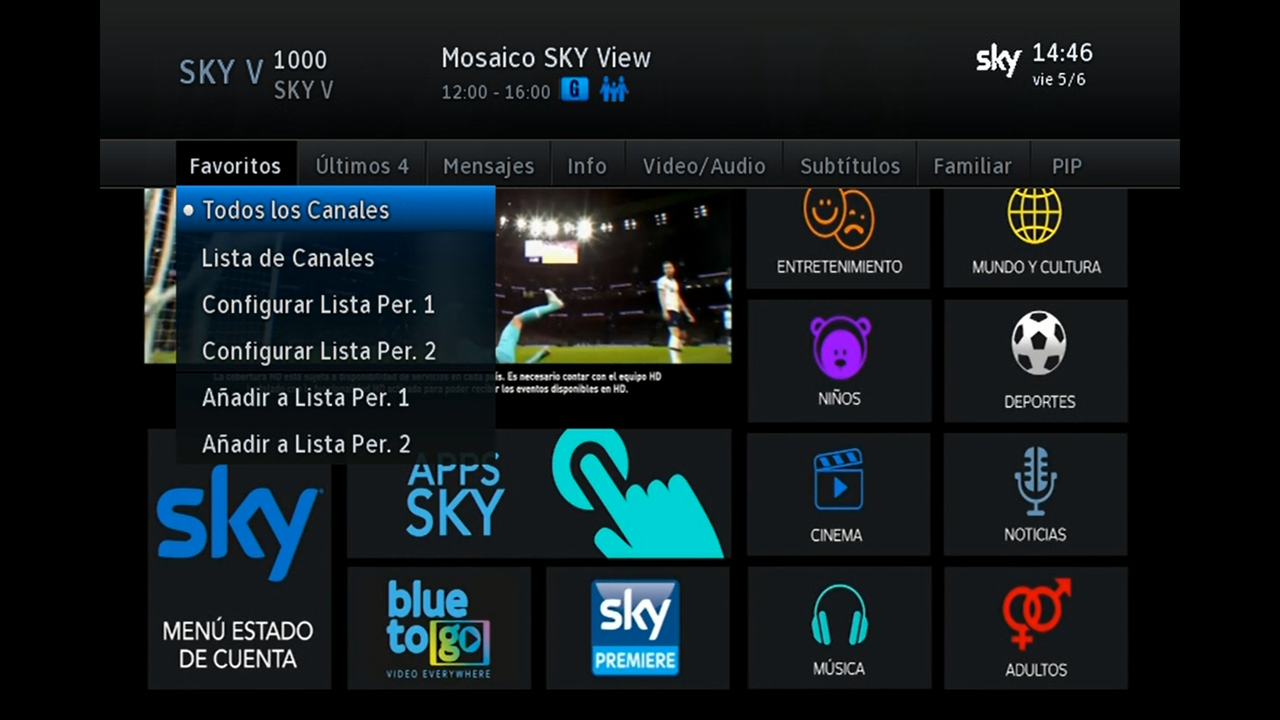 SKY V
1000
SKY V
Mosaico SKY View
12:00 - 16:00 G
sky 14:46
vie 5/6
Favoritos Últimos 4 Mensajes Info Video/Audio Subtítulos Familiar PIP
Todos los Canales
Lista de Canales
Configurar Lista Per. 1
Configurar Lista Per. 2
Añadir a Lista Per. 1
Añadir a Lista Per. 2
La cobertura HD está sujeta a disponibilidad de servicios en cada país. Es necesario contar con el equipo HD
para poder recibir los eventos disponibles en HD.
ENTRETENIMIENTO
MUNDO Y CULTURA
NIÑOS
DEPORTES
APPS
SKY
sky
MENÚ ESTADO
DE CUENTA
CINEMA
NOTICIAS
blue
to go
VIDEO EVERYWHERE
sky
PREMIERE
MÚSICA
ADULTOS